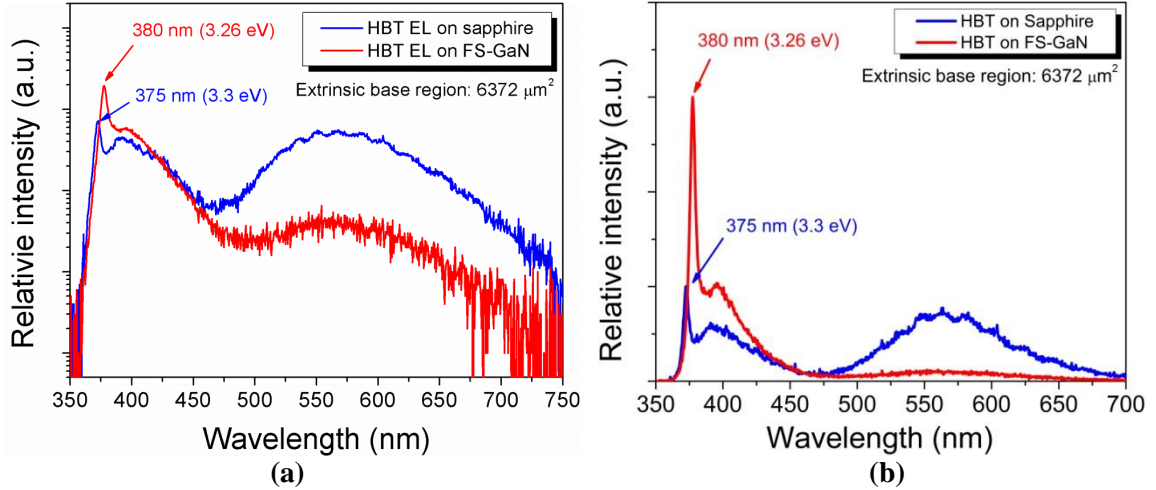 HBT EL on sapphire
HBT EL on FS-GaN
Extrinsic base region: 6372 μm²
380 nm (3.26 eV)
375 nm (3.3 eV)
Relativie intensity (a.u.)
350 400 450 500 550 600 650 700 750
Wavelength (nm)
(a)
HBT on Sapphire
HBT on FS-GaN
Extrinsic base region: 6372 μm²
380 nm (3.26 eV)
375 nm (3.3 eV)
Relative intensity (a.u.)
350 400 450 500 550 600 650 700
Wavelength (nm)
(b)